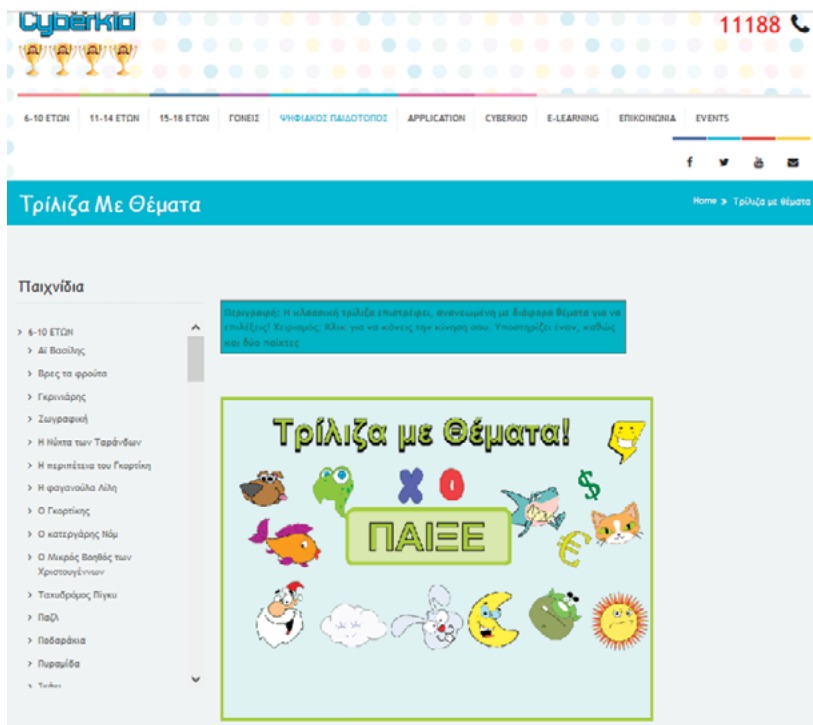 Cyberkid
11188
6-10 ΕΤΩΝ 11-14 ΕΤΩΝ 15-18 ΕΤΩΝ ΓΟΝΕΙΣ ΨΗΦΙΑΚΟΣ ΠΑΙΔΟΤΟΠΟΣ APPLICATION CYBERKID E-LEARNING ΕΠΙΚΟΙΝΩΝΙΑ EVENTS
Τρίλιζα Με Θέματα
Home » Τρίλιζα με θέματα
Παιχνίδια
6-10 ΕΤΩΝ
Αϊ Βασίλης
Βρες τα φρούτα
Γκρινιάρης
Ζωγραφική
Η Νύχτα των Ταράνδων
Η περιπέτεια του Γκορτίκη
Η φαγανούλα Λίλη
Ο Γκορτίκης
Ο κατεργάρης Νόμ
Ο Μικρός Βοηθός των
Χριστουγέννων
Ταχυδρόμος Πίγκυ
Παζλ
Ποδαράκια
Πυραμίδα
Περιγραφή: Η κλασσική τρίλιζα επιστρέφει, ανανεωμένη με διάφορα θέματα για να
επιλέξεις! Χειρισμός: Κλικ για να κάνεις την κίνηση σου. Υποστηρίζει έναν, καθώς
και δύο παίκτες
Τρίλιζα με Θέματα!
X O
$
ΠΑΙΞΕ
€